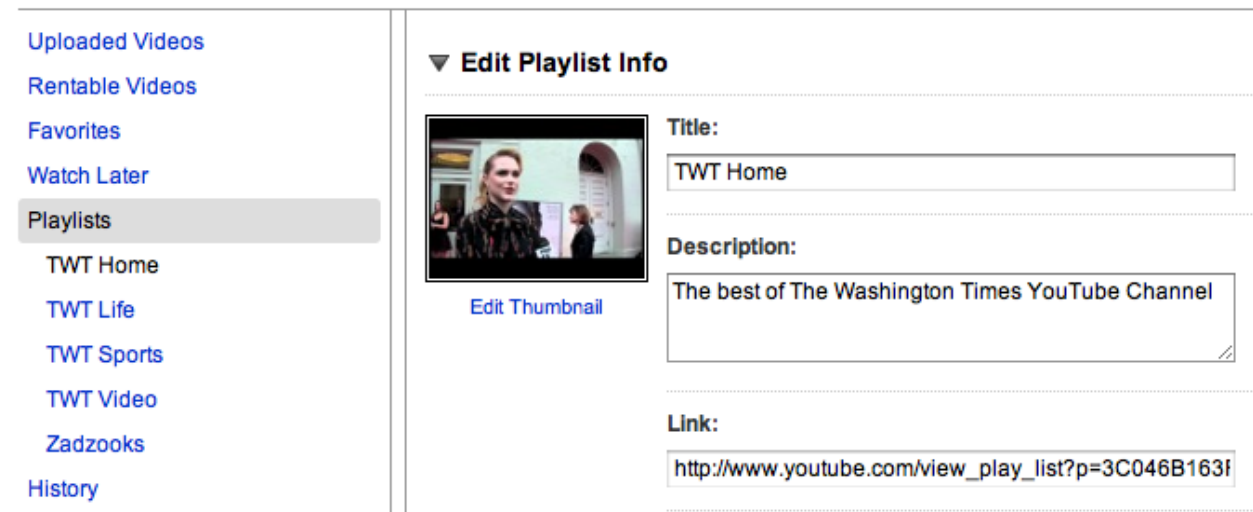 Uploaded Videos
Rentable Videos
Favorites
Watch Later
Playlists
TWT Home
TWT Life
TWT Sports
TWT Video
Zadzooks
History
Edit Playlist Info
Edit Thumbnail
Title:
TWT Home
Description:
The best of The Washington Times YouTube Channel
Link:
http://www.youtube.com/view_play_list?p=3C046B163F